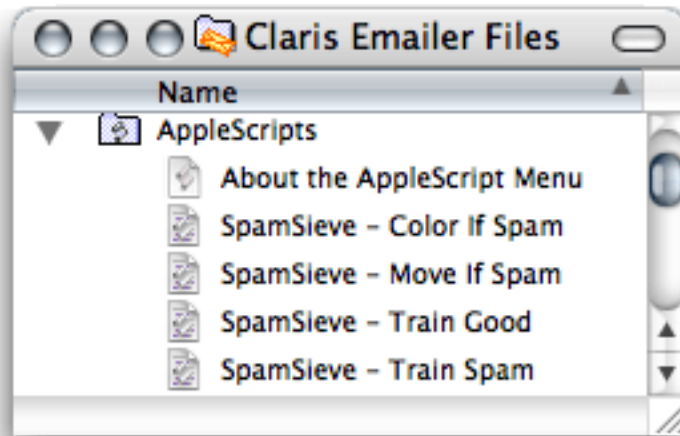 Claris Emailer Files
Name
AppleScripts
About the AppleScript Menu
SpamSieve – Color If Spam
SpamSieve – Move If Spam
SpamSieve – Train Good
SpamSieve – Train Spam